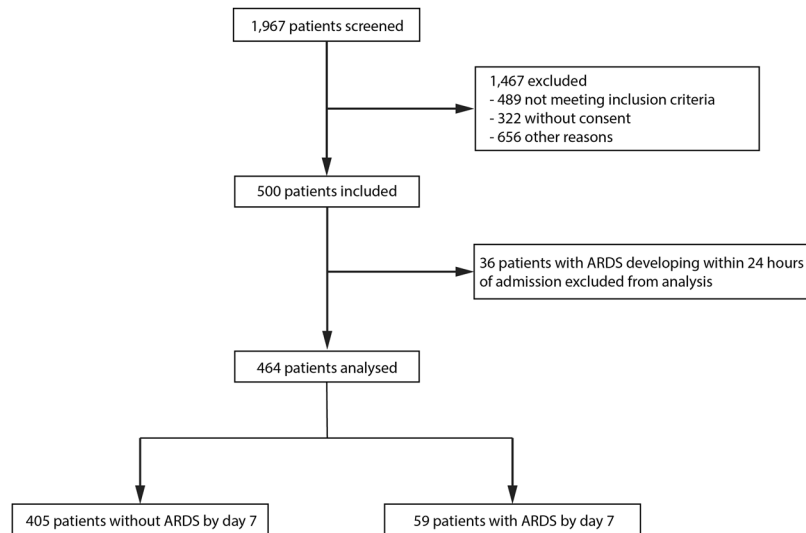 1,967 patients screened
1,467 excluded
- 489 not meeting inclusion criteria
- 322 without consent
- 656 other reasons
500 patients included
36 patients with ARDS developing within 24 hours
of admission excluded from analysis
464 patients analysed
405 patients without ARDS by day 7
59 patients with ARDS by day 7